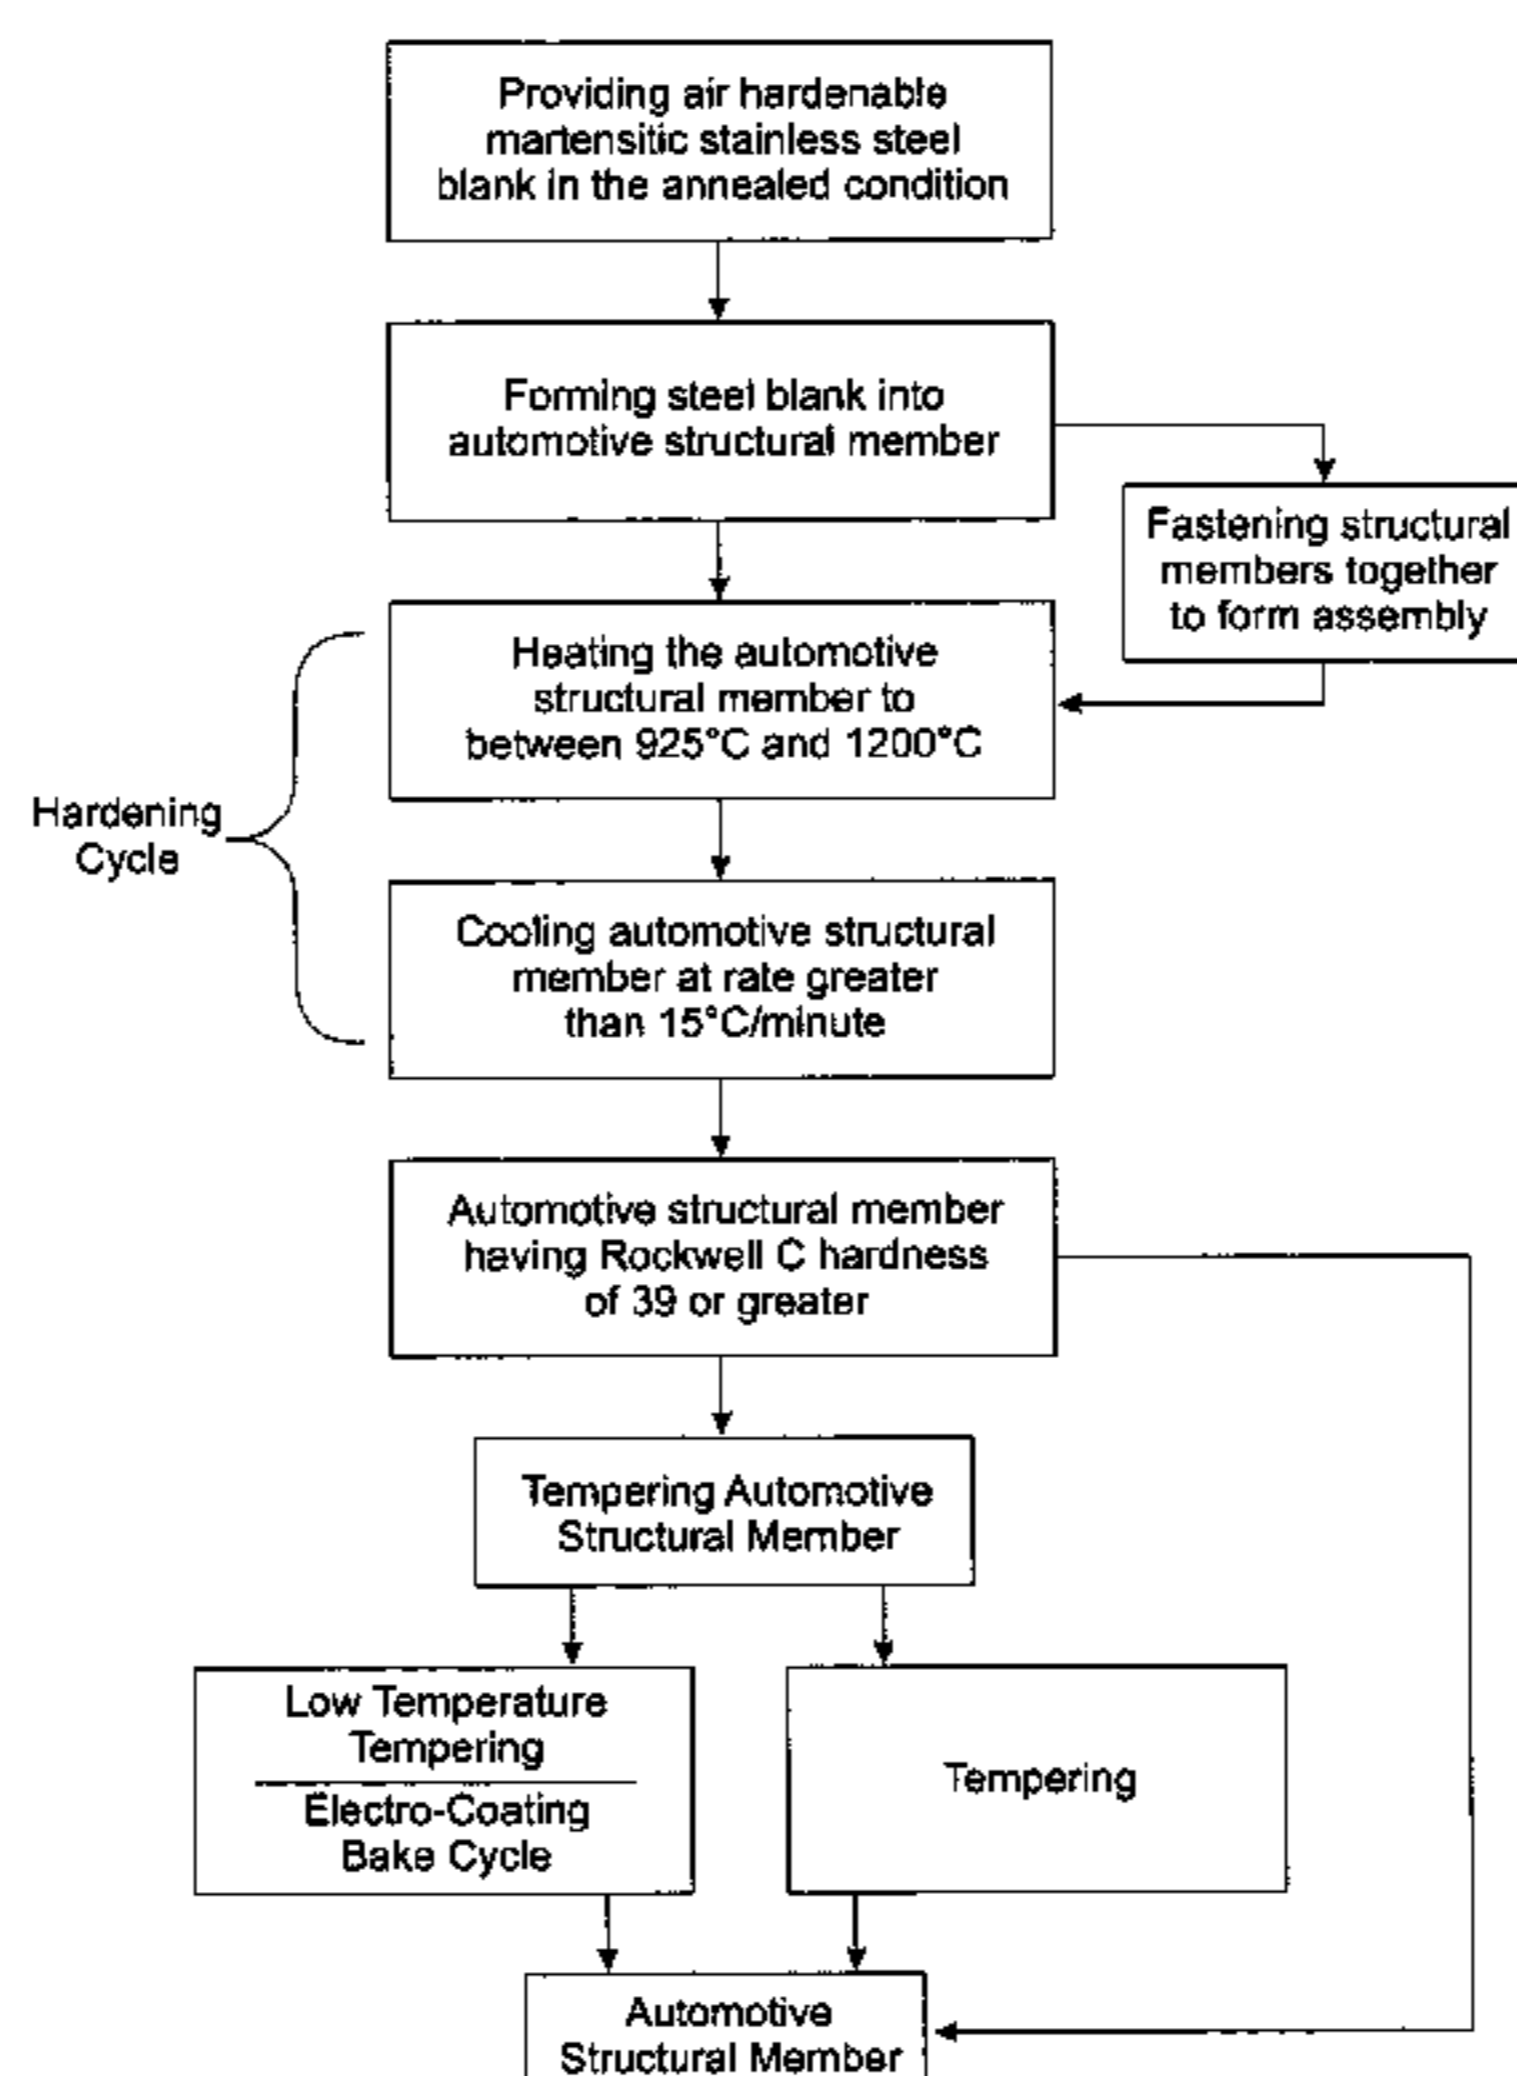 Providing air hardenable
martensitic stainless steel
blank in the annealed condition
Forming steel blank into
automotive structural member
Fastening structural
members together
to form assembly
Heating the automotive
structural member to
between 925°C and 1200°C
Hardening
Cycle
Cooling automotive structural
member at rate greater
than 15°C/minute
Automotive structural member
having Rockwell C hardness
of 39 or greater
Tempering Automotive
Structural Member
Low Temperature
Tempering
Electro-Coating
Bake Cycle
Tempering
Automotive
Structural Member